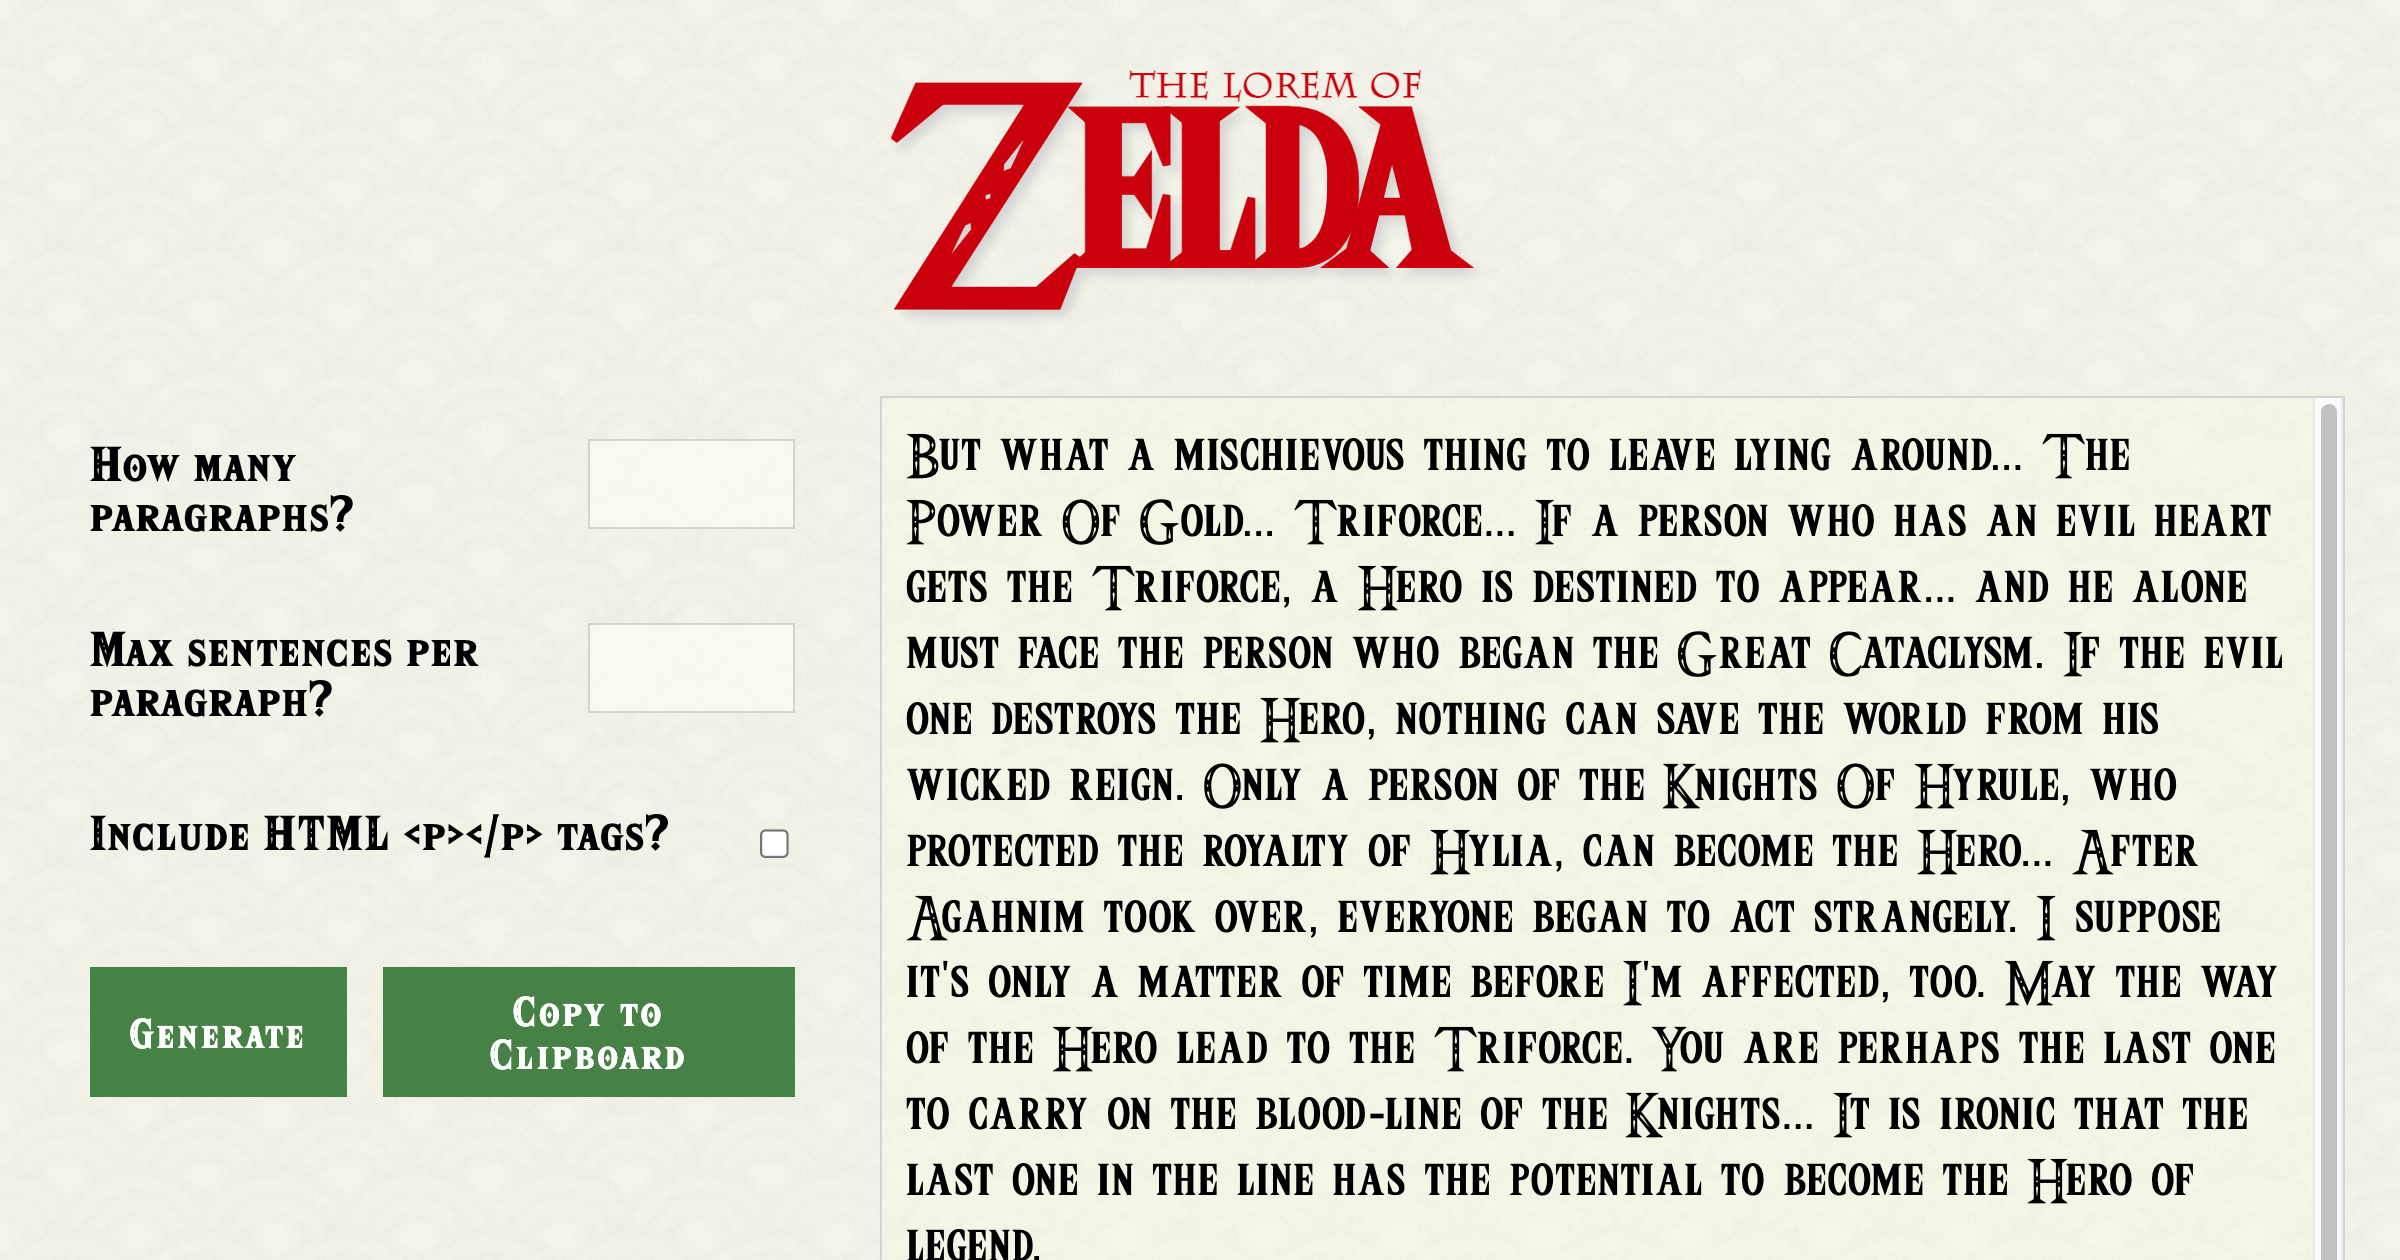 THE LOREM OF
ZELDA
How many
paragraphs?
Max sentences per
paragraph?
Include HTML <p></p> tags?
Generate
Copy to
Clipboard
But what a mischievous thing to leave lying around... The
Power Of Gold... Triforce... If a person who has an evil heart
gets the Triforce, a Hero is destined to appear... and he alone
must face the person who began the Great Cataclysm. If the evil
one destroys the Hero, nothing can save the world from his
wicked reign. Only a person of the Knights Of Hyrule, who
protected the royalty of Hylia, can become the Hero... After
Agahnim took over, everyone began to act strangely. I suppose
it's only a matter of time before I'm affected, too. May the way
of the Hero lead to the Triforce. You are perhaps the last one
to carry on the blood-line of the Knights... It is ironic that the
last one in the line has the potential to become the Hero of
legend.